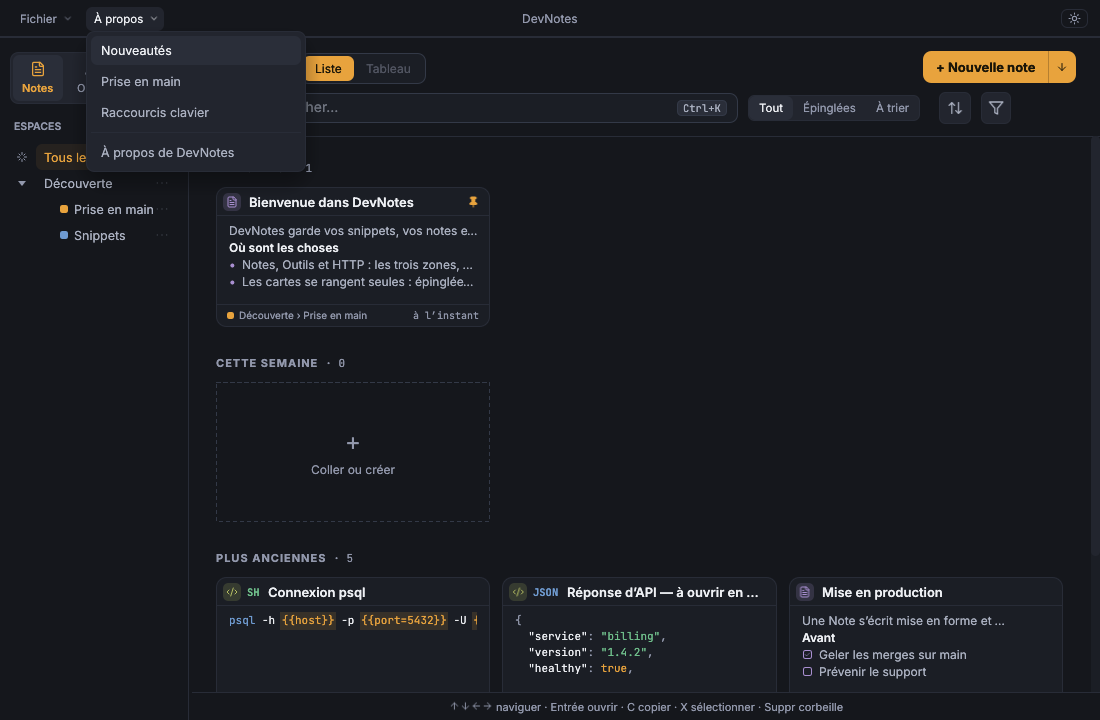 Fichier
À propos
DevNotes
Nouveautés
Prise en main
Raccourcis clavier
À propos de DevNotes
Notes
O
Liste
Tableau
+ Nouvelle note
her...
Ctrl+K
Tout
Épinglées
À trier
ESPACES
Tous le
Découverte
Prise en main
Snippets
1
Bienvenue dans DevNotes
DevNotes garde vos snippets, vos notes e...
Où sont les choses
• Notes, Outils et HTTP : les trois zones, ...
• Les cartes se rangent seules : épinglée...
Découverte › Prise en main
à l’instant
CETTE SEMAINE · 0
+
Coller ou créer
PLUS ANCIENNES · 5
SH Connexion psql
psql -h {{host}} -p {{port=5432}} -U {
JSON Réponse d’API — à ouvrir en ...
{
"service": "billing",
"version": "1.4.2",
"healthy": true,
Mise en production
Une Note s’écrit mise en forme et ...
Avant
Geler les merges sur main
Prévenir le support
↑↓←→ naviguer · Entrée ouvrir · C copier · X sélectionner · Suppr corbeille